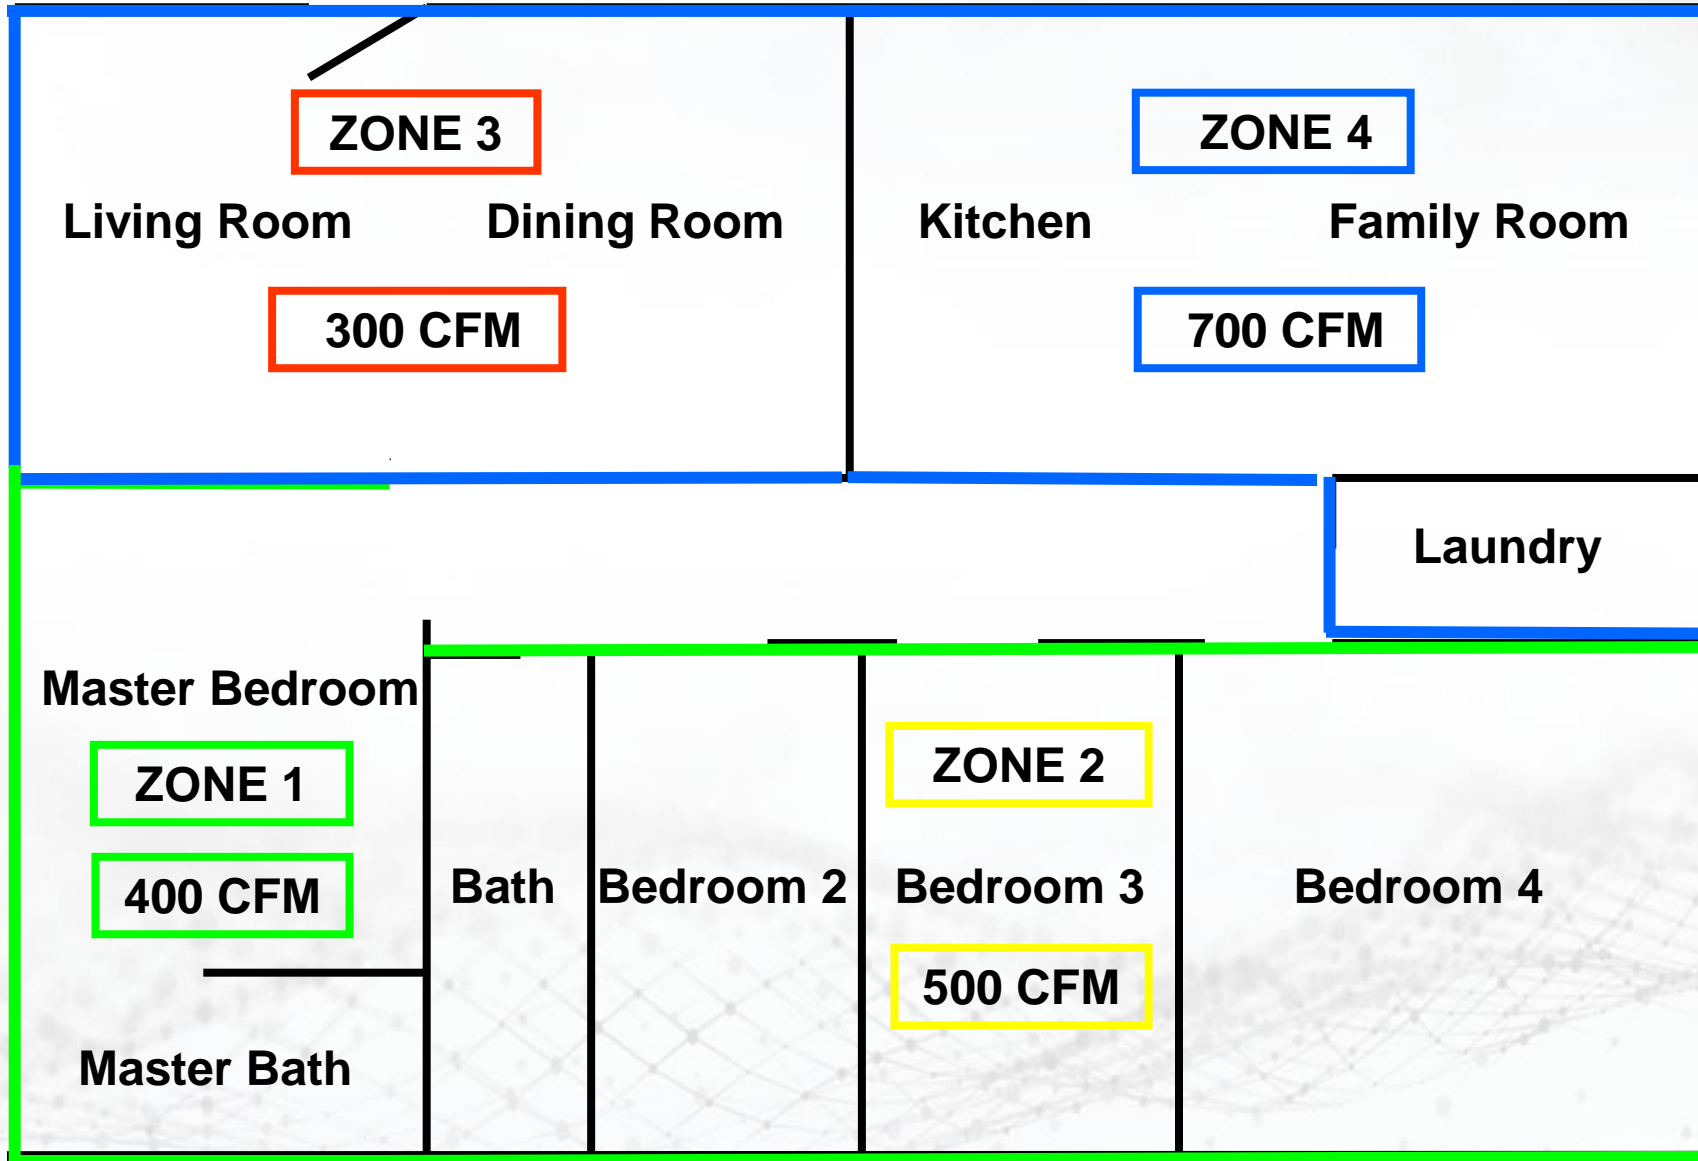 ZONE 3
ZONE 4
Living Room
Dining Room
Kitchen
Family Room
300 CFM
700 CFM
Laundry
Master Bedroom
ZONE 1
400 CFM
Master Bath
Bath
Bedroom 2
ZONE 2
Bedroom 3
500 CFM
Bedroom 4